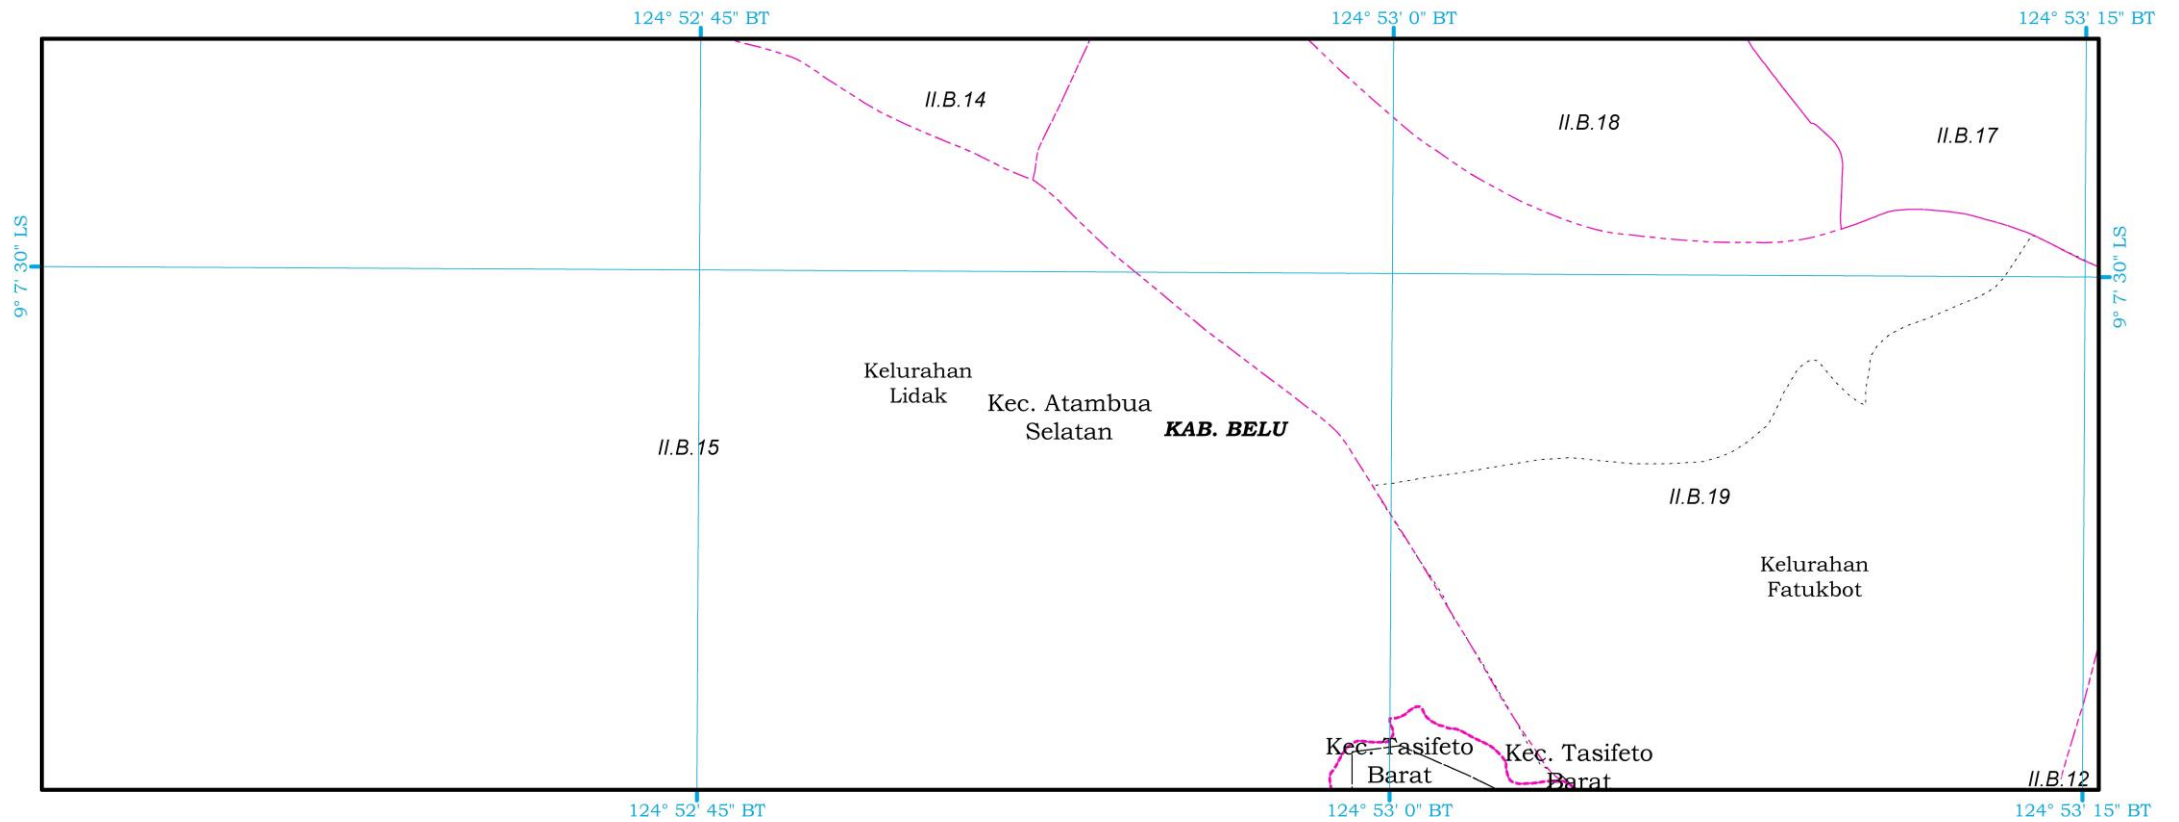 124° 52' 45" BT
124° 53' 0" BT
124° 53' 15" BT
II.B.14
II.B.18
II.B.17
9° 7' 30" LS
9° 7' 30" LS
Kelurahan
Lidak
Kec. Atambua
Selatan
KAB. BELU
II.B.15
II.B.19
Kelurahan
Fatukbot
Kec. Tasifeto
Barat
Kec. Tasifeto
Barat
II.B.12
124° 52' 45" BT
124° 53' 0" BT
124° 53' 15" BT